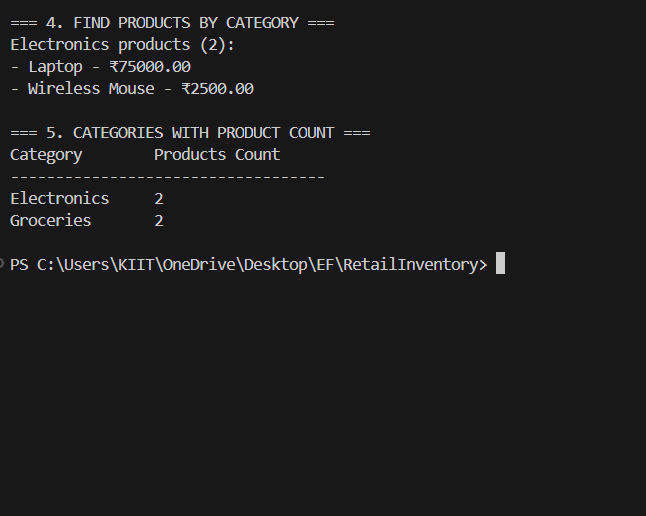 === 4. FIND PRODUCTS BY CATEGORY ===
Electronics products (2):
- Laptop - ₹75000.00
- Wireless Mouse - ₹2500.00
=== 5. CATEGORIES WITH PRODUCT COUNT ===
Category        Products Count
-----------------------------------
Electronics     2
Groceries       2
PS C:\Users\KIIT\OneDrive\Desktop\EF\RetailInventory>